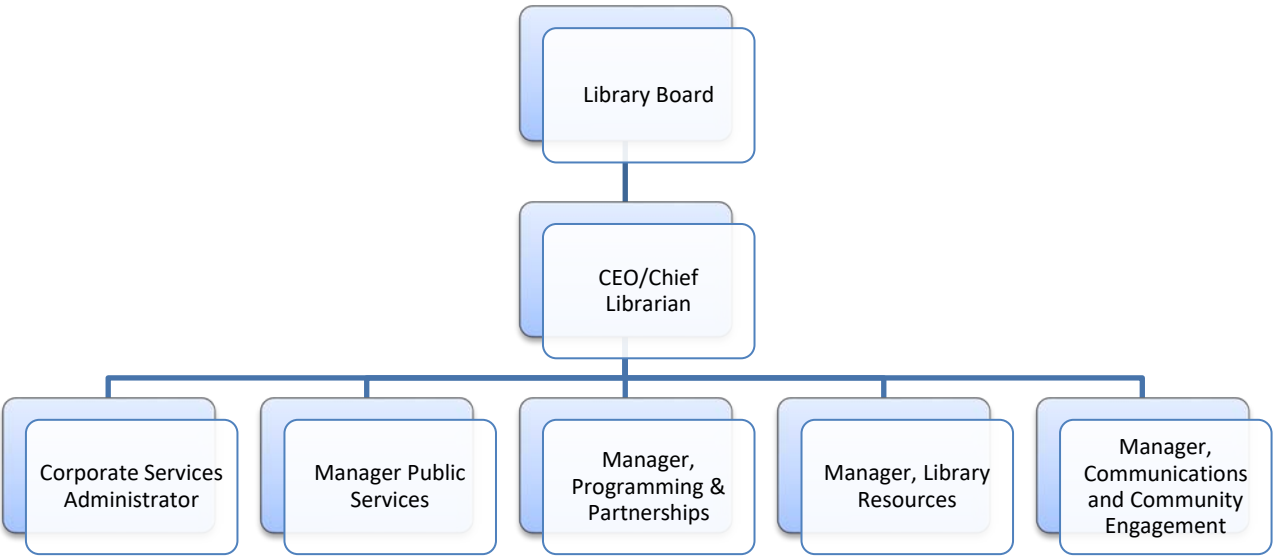 Library Board
CEO/Chief
Librarian
Corporate Services
Administrator
Manager Public
Services
Manager,
Programming &
Partnerships
Manager, Library
Resources
Manager,
Communications
and Community
Engagement